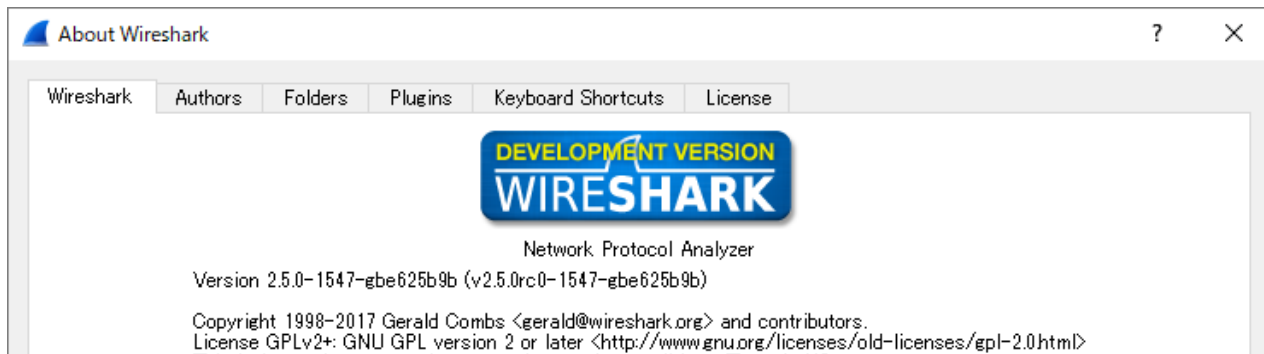 About Wireshark
Wireshark Authors Folders Plugins Keyboard Shortcuts License
DEVELOPMENT VERSION
WIRESHARK
Network Protocol Analyzer
Version 2.5.0-1547-gbe625b9b (v2.5.0rc0-1547-gbe625b9b)
Copyright 1998-2017 Gerald Combs <gerald@wireshark.org> and contributors.
License GPLv2+: GNU GPL version 2 or later <http://www.gnu.org/licenses/old-licenses/gpl-2.0.html>